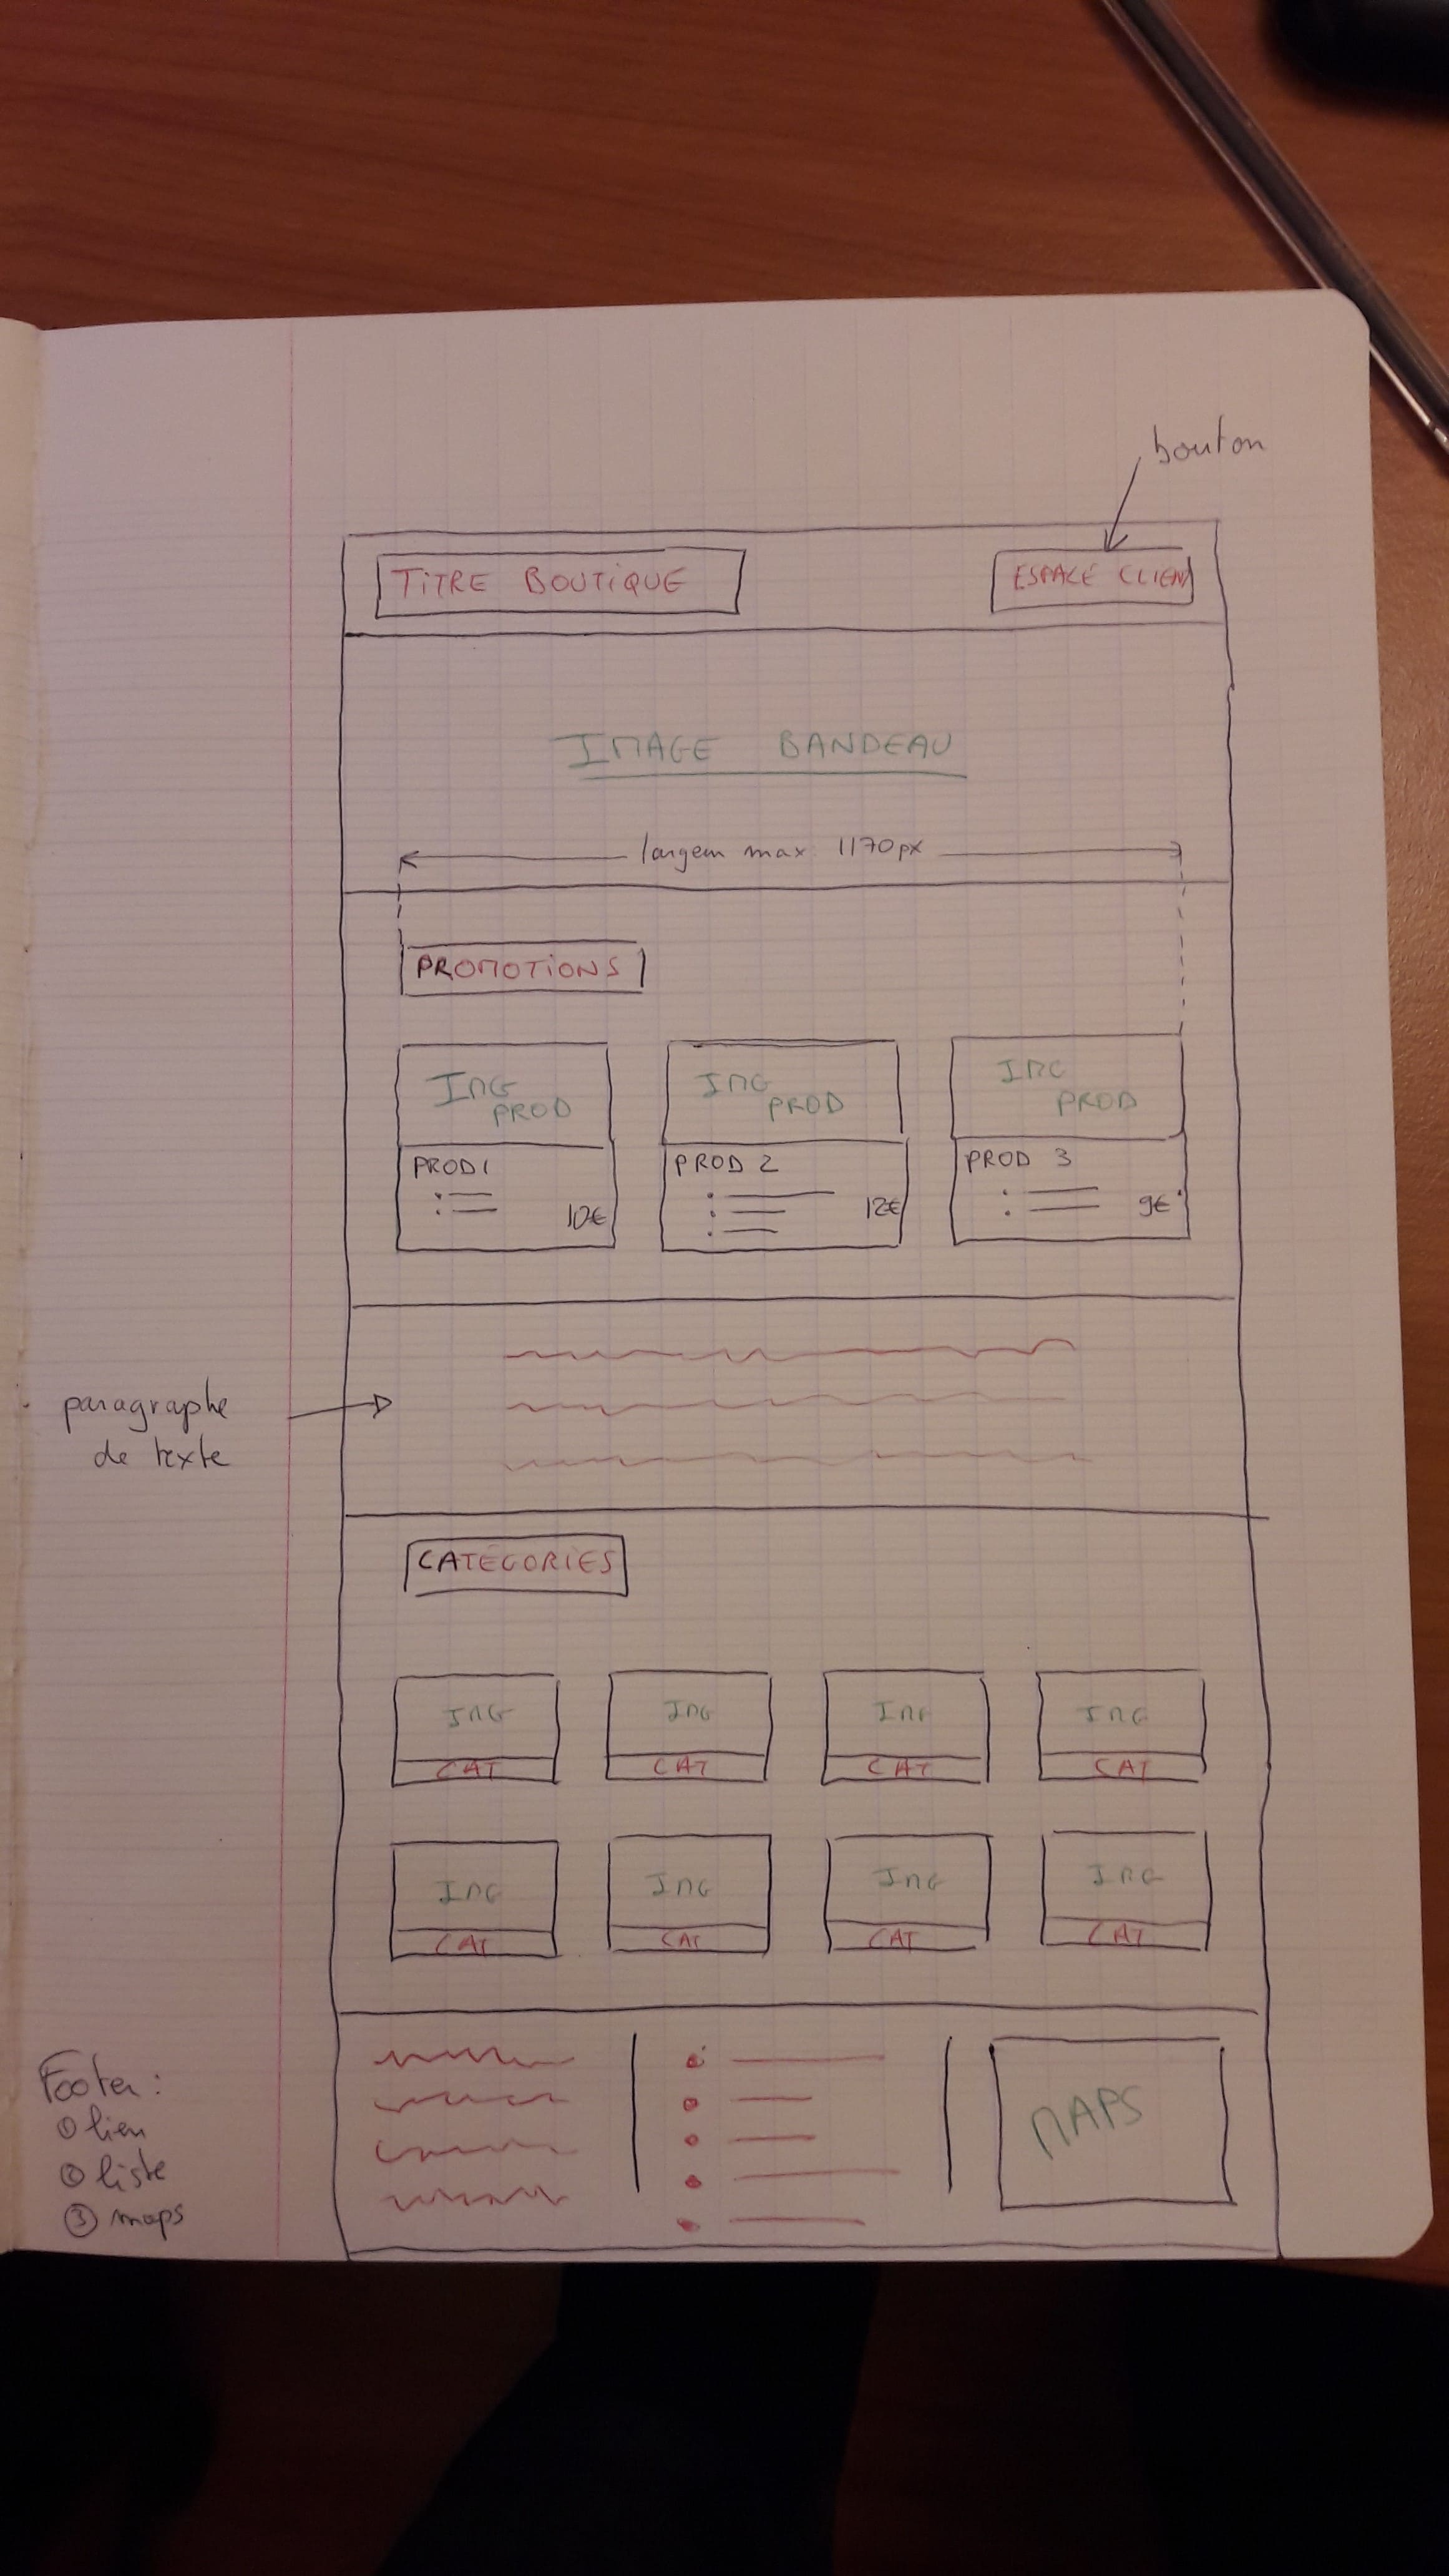 bouton
TiTRE BOUTiQUE
ESPACE CLIENT
IMAGE BANDEAU
largeur max 1170px
PROMOTIONS
IMG PROD
IMG PROD
IMG PROD
PROD 1
PROD 2
PROD 3
10€
12€
9€
paragraphe
de texte
CATEGORIES
IMG
IMG
IMG
IMG
CAT
CAT
CAT
CAT
IMG
IMG
IMG
IMG
CAT
CAT
CAT
CAT
Footer :
① lien
② liste
③ maps
MAPS